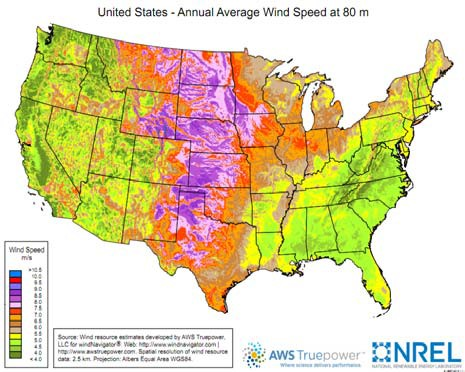 United States - Annual Average Wind Speed at 80 m
Wind Speed
m/s
>10.5
10.0
9.5
9.0
8.5
8.0
7.5
7.0
6.5
6.0
5.5
5.0
4.5
4.0
< 4.0
Source: Wind resource estimates developed by AWS Truepower,
LLC for windNavigator®  Web: http://www.windnavigator.com |
http://www.awstruepower.com. Spatial resolution of wind resource
data: 2.5 km. Projection: Albers Equal Area WGS84.
AWS Truepower™
Where science delivers performance.
NREL
NATIONAL RENEWABLE ENERGY LABORATORY